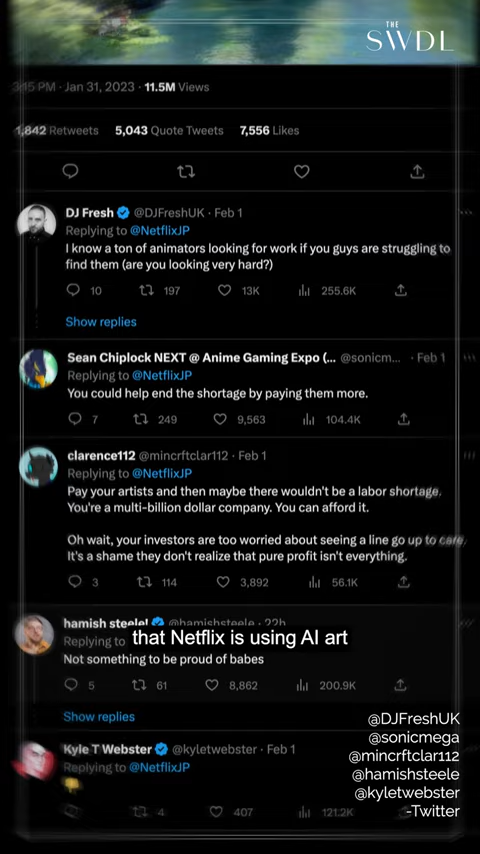 THE
SWDL
3:15 PM · Jan 31, 2023 · 11.5M Views
1,842 Retweets 5,043 Quote Tweets 7,556 Likes
DJ Fresh @DJFreshUK · Feb 1
Replying to @NetflixJP
I know a ton of animators looking for work if you guys are struggling to
find them (are you looking very hard?)
10 197 13K 255.6K
Show replies
Sean Chiplock NEXT @ Anime Gaming Expo (... @sonicm... · Feb 1
Replying to @NetflixJP
You could help end the shortage by paying them more.
7 249 9,563 104.4K
clarence112 @mincrftclar112 · Feb 1
Replying to @NetflixJP
Pay your artists and then maybe there wouldn't be a labor shortage.
You're a multi-billion dollar company. You can afford it.
Oh wait, your investors are too worried about seeing a line go up to care.
It's a shame they don't realize that pure profit isn't everything.
3 114 3,892 56.1K
hamish steele! @hamishsteele · 22h
Replying to
that Netflix is using AI art
Not something to be proud of babes
5 61 8,862 200.9K
Show replies
Kyle T Webster @kyletwebster · Feb 1
Replying to @NetflixJP
4 407 121.2K
@DJFreshUK
@sonicmega
@mincrftclar112
@hamishsteele
@kyletwebster
-Twitter